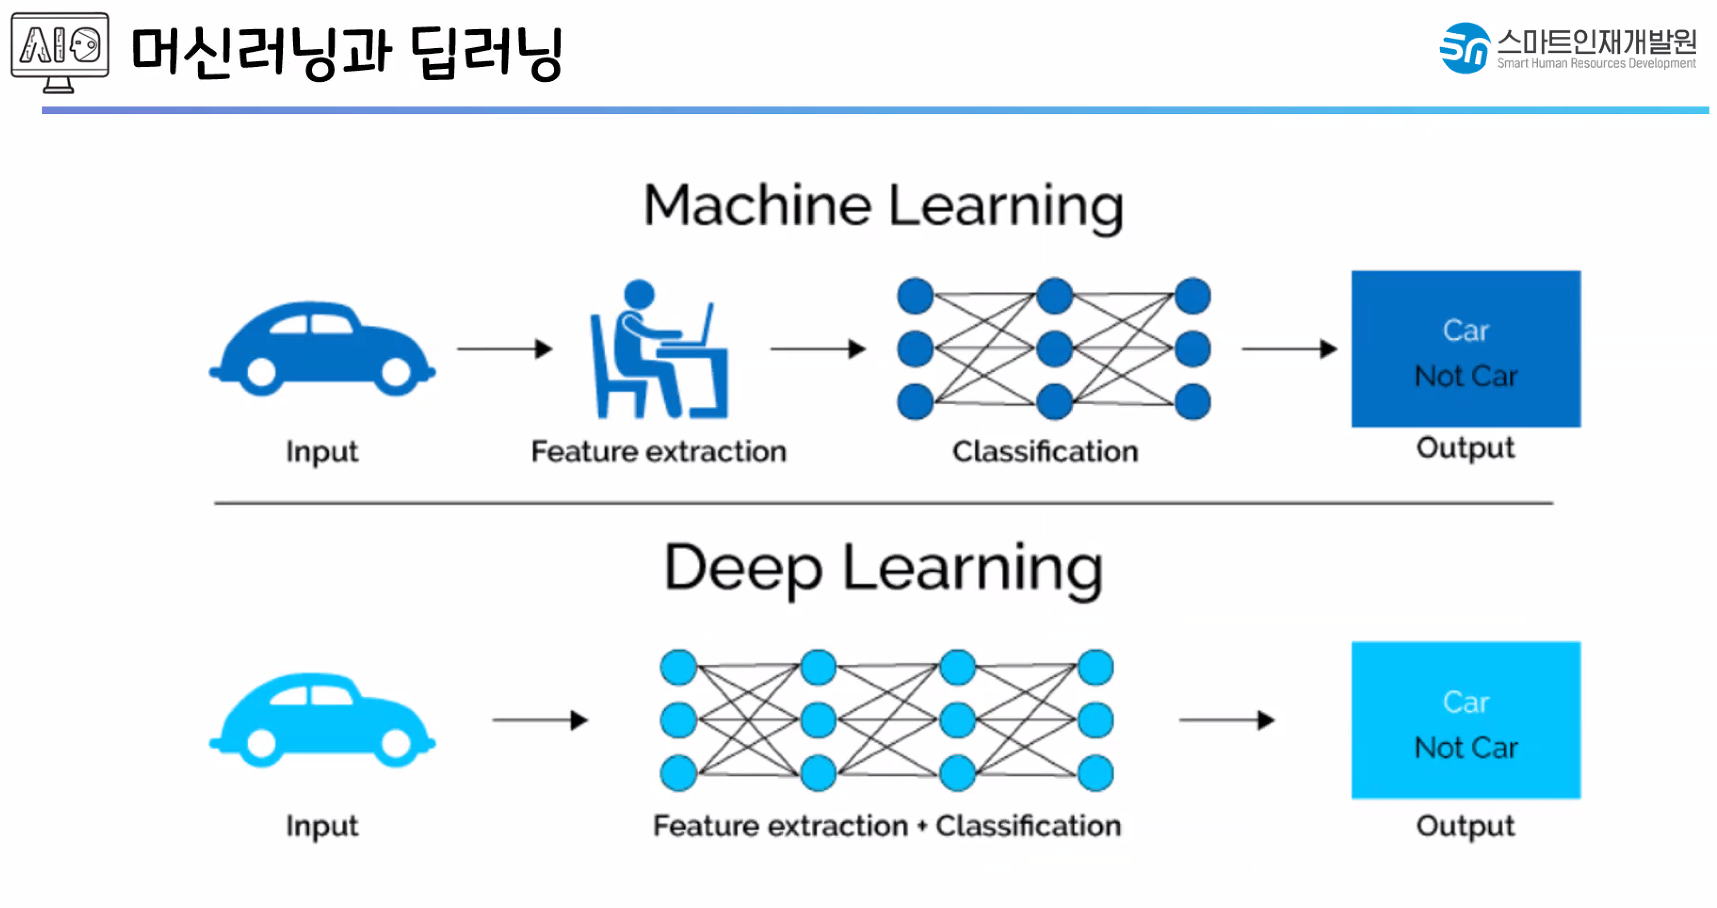 AI
머신러닝과 딥러닝
스마트인재개발원
Smart Human Resources Development
Machine Learning
Car
Not Car
Input
Feature extraction
Classification
Output
Deep Learning
Car
Not Car
Input
Feature extraction + Classification
Output